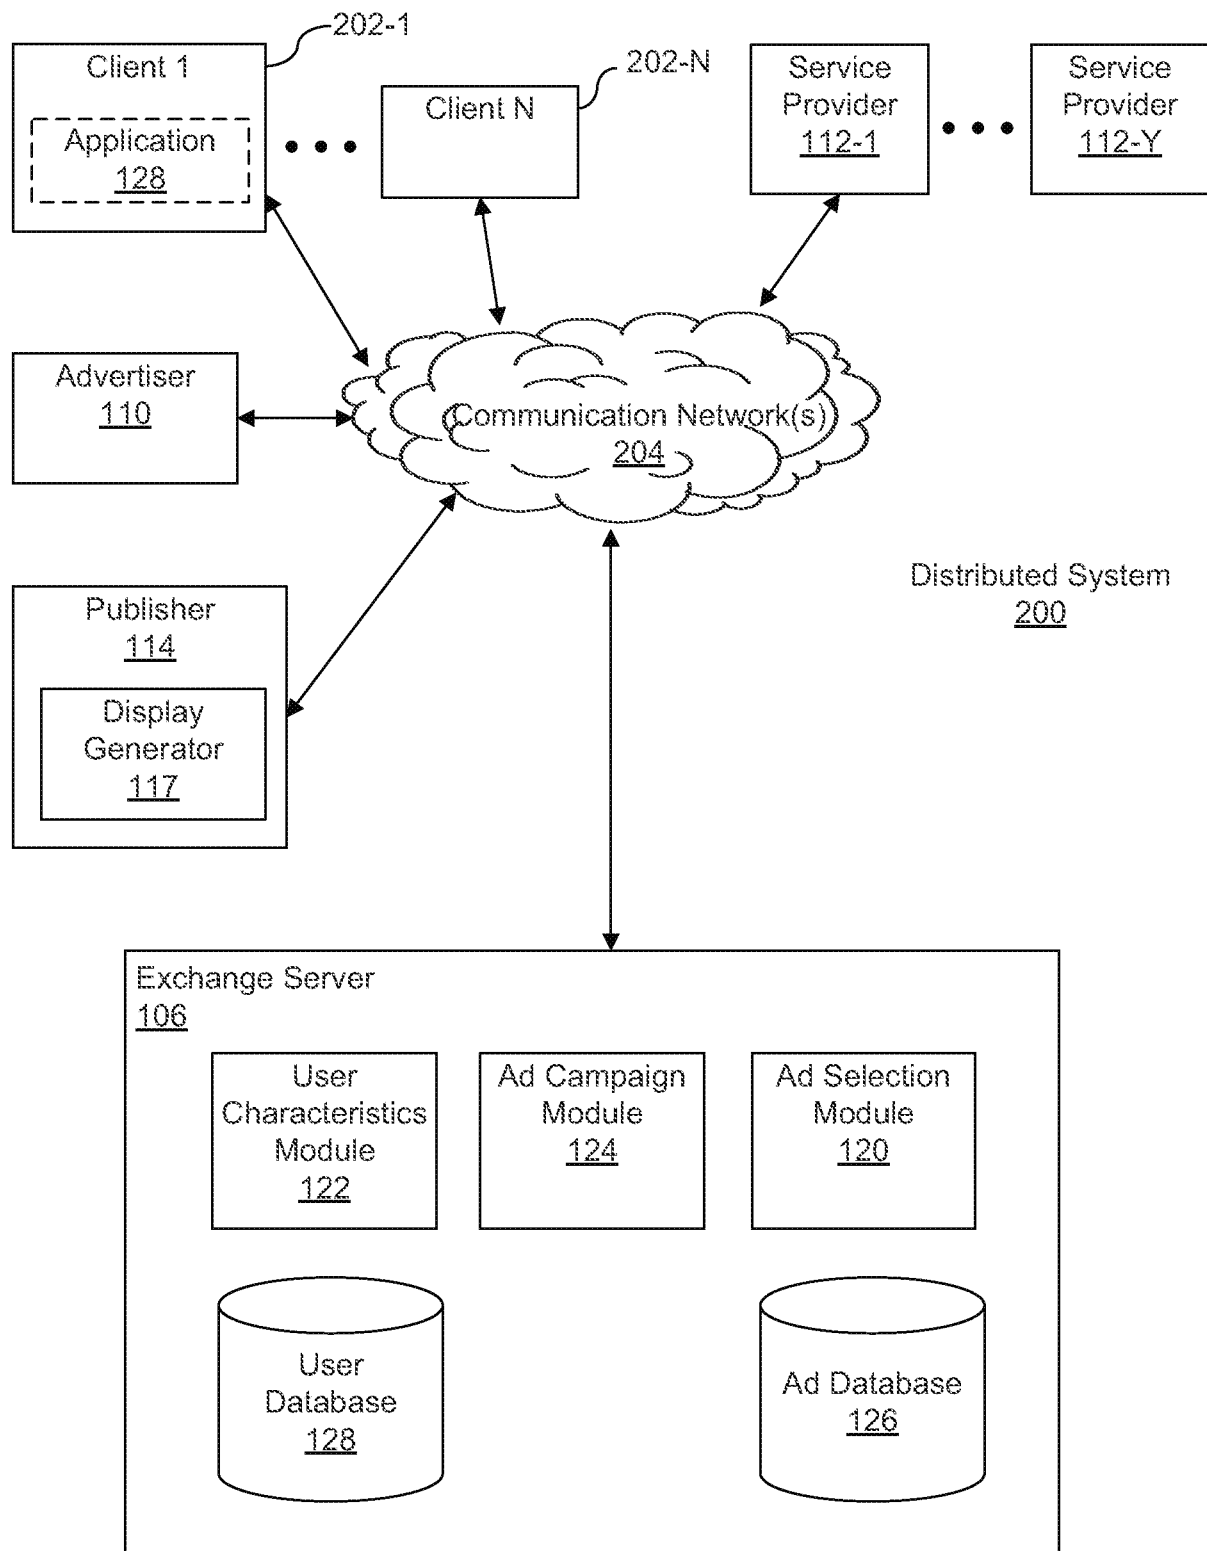 202-1
Client 1
Application
128
202-N
Client N
Service
Provider
112-1
Service
Provider
112-Y
Advertiser
110
Communication Network(s)
204
Distributed System
200
Publisher
114
Display
Generator
117
Exchange Server
106
User
Characteristics
Module
122
Ad Campaign
Module
124
Ad Selection
Module
120
User
Database
128
Ad Database
126